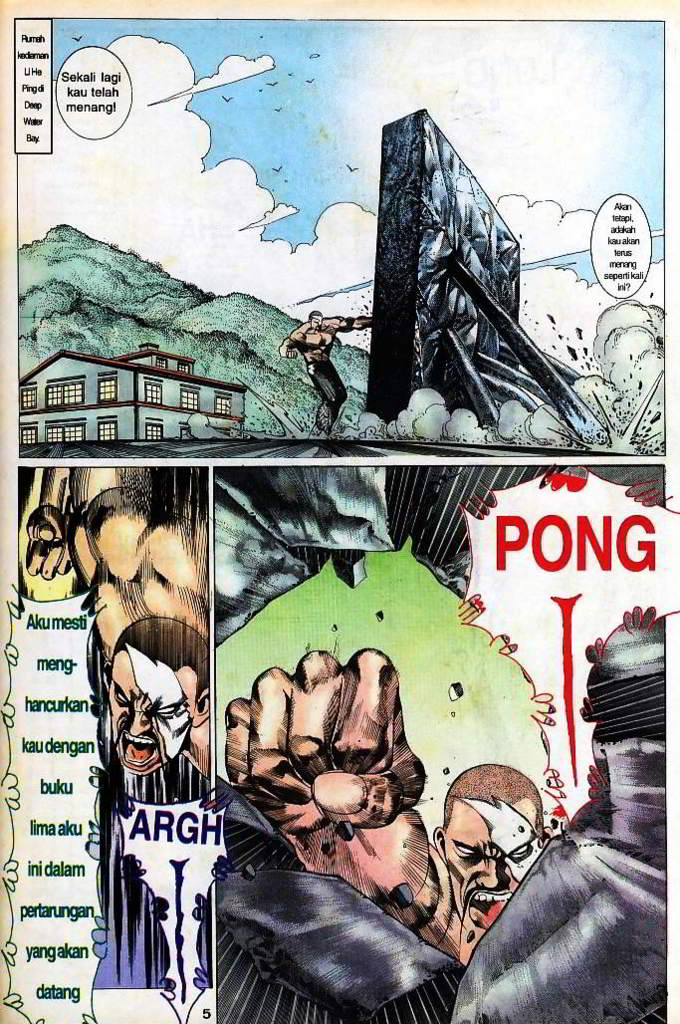 Rumah
kediaman
Li He
Ping di
Deep
Water
Bay.
Sekali lagi
kau telah
menang!
Akan
tetapi,
adakah
kau akan
terus
menang
seperti kali
ini?
Aku mesti
meng-
hancurkan
kau dengan
buku
lima aku
ini dalam
pertarungan
yang akan
datang
ARGH
!
PONG
!
5